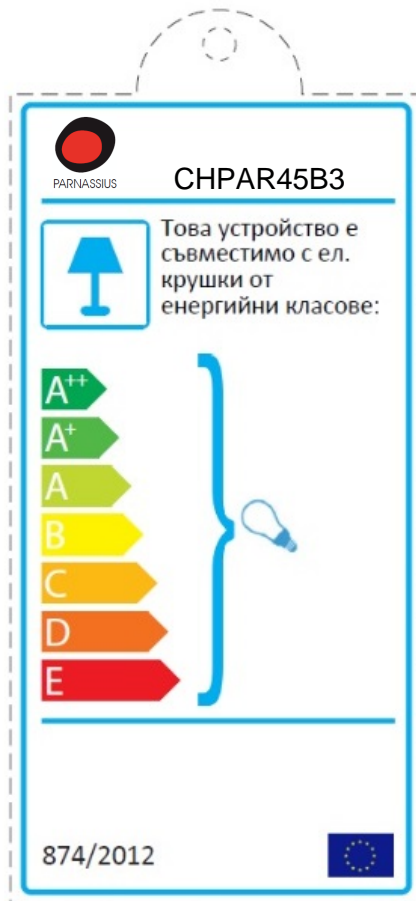 PARNASSIUS
CHPAR45B3
Това устройство е
съвместимо с ел.
крушки от
енергийни класове:
A++
A+
A
B
C
D
E
874/2012